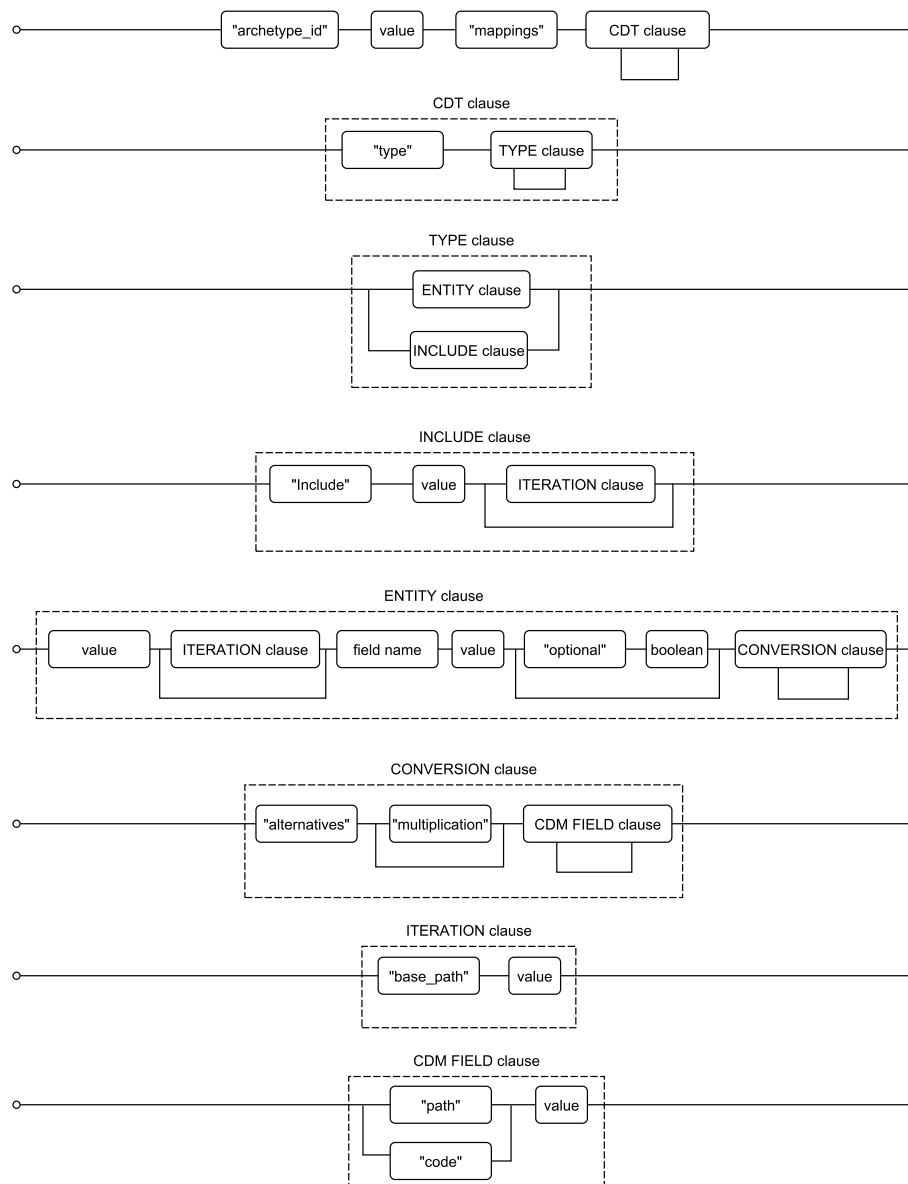 "archetype_id" value "mappings" CDT clause
CDT clause
"type" TYPE clause
TYPE clause
ENTITY clause
INCLUDE clause
INCLUDE clause
"Include" value ITERATION clause
ENTITY clause
value ITERATION clause field name value "optional" boolean CONVERSION clause
CONVERSION clause
"alternatives" "multiplication" CDM FIELD clause
ITERATION clause
"base_path" value
CDM FIELD clause
"path" value
"code"